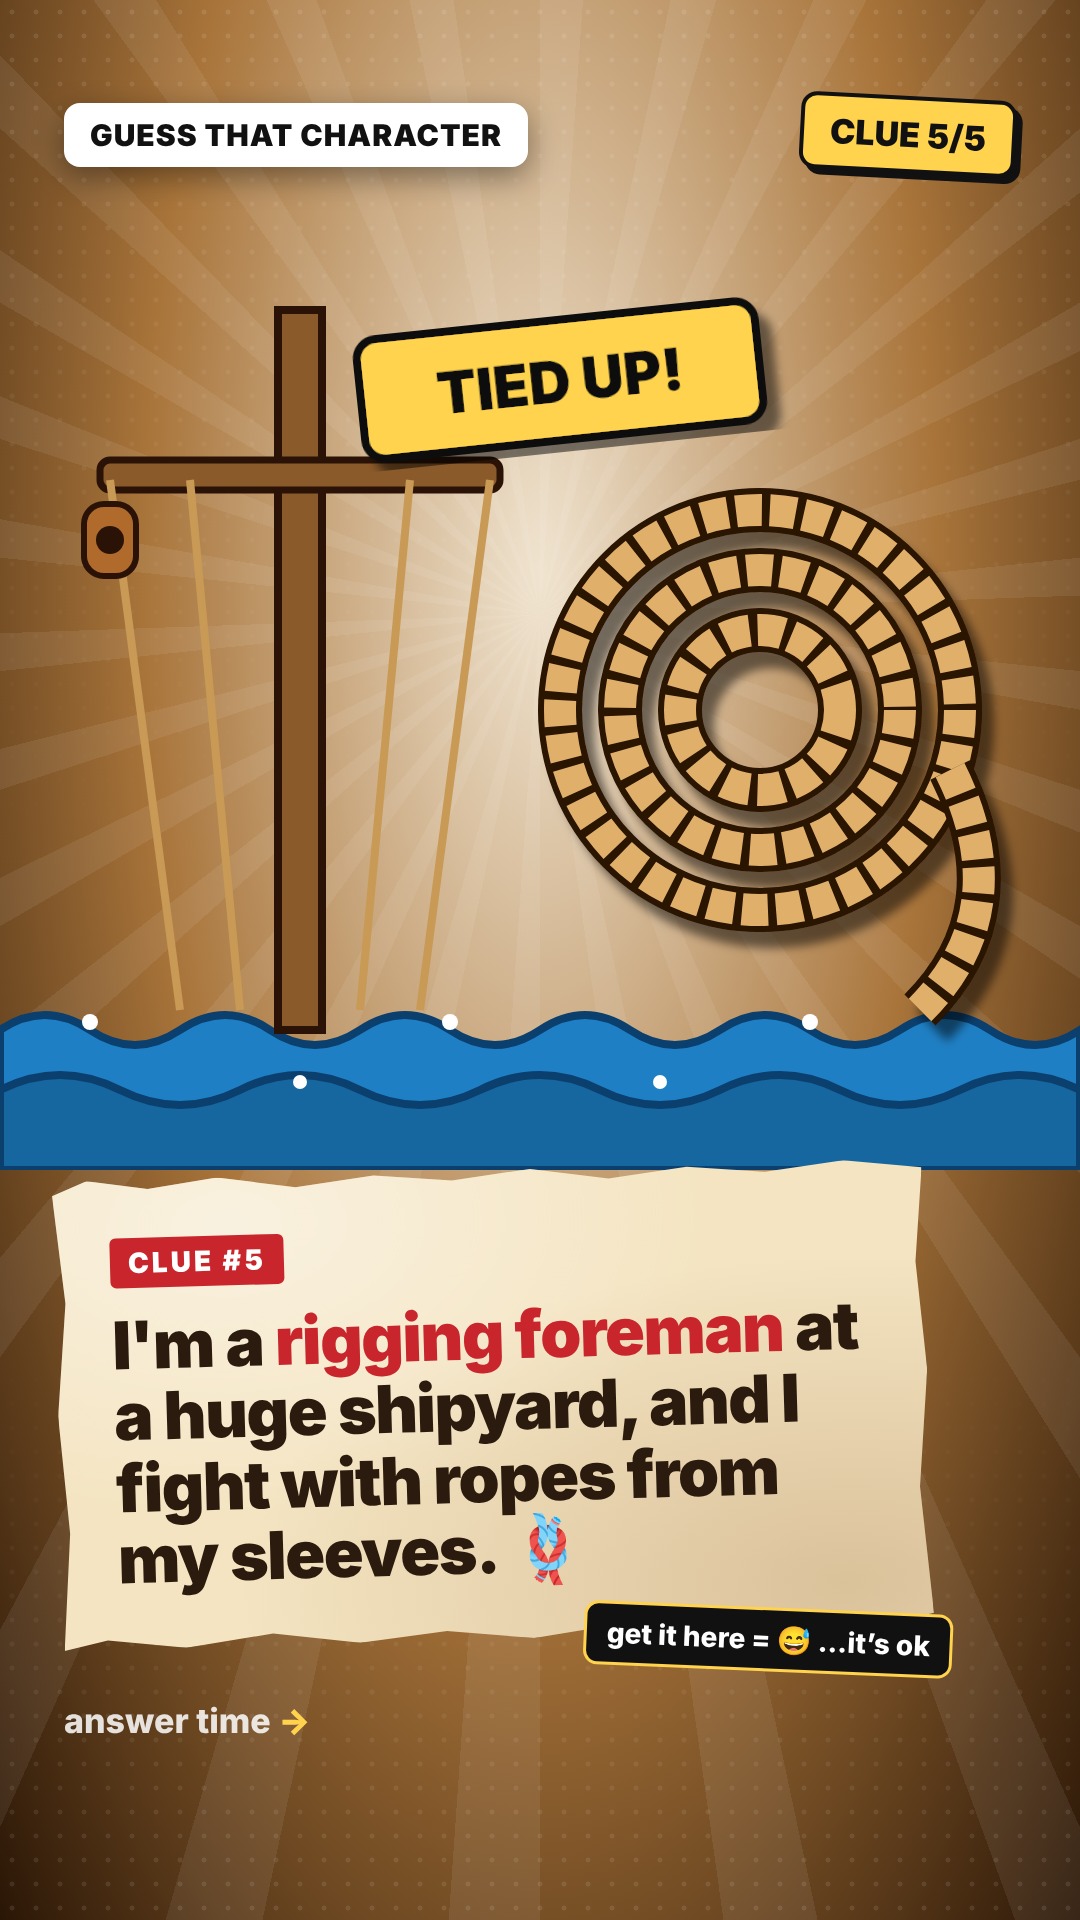 GUESS THAT CHARACTER
CLUE 5/5
TIED UP!
CLUE #5
I'm a rigging foreman at
a huge shipyard, and I
fight with ropes from
my sleeves. 🪢
get it here = 😅 ...it’s ok
answer time →